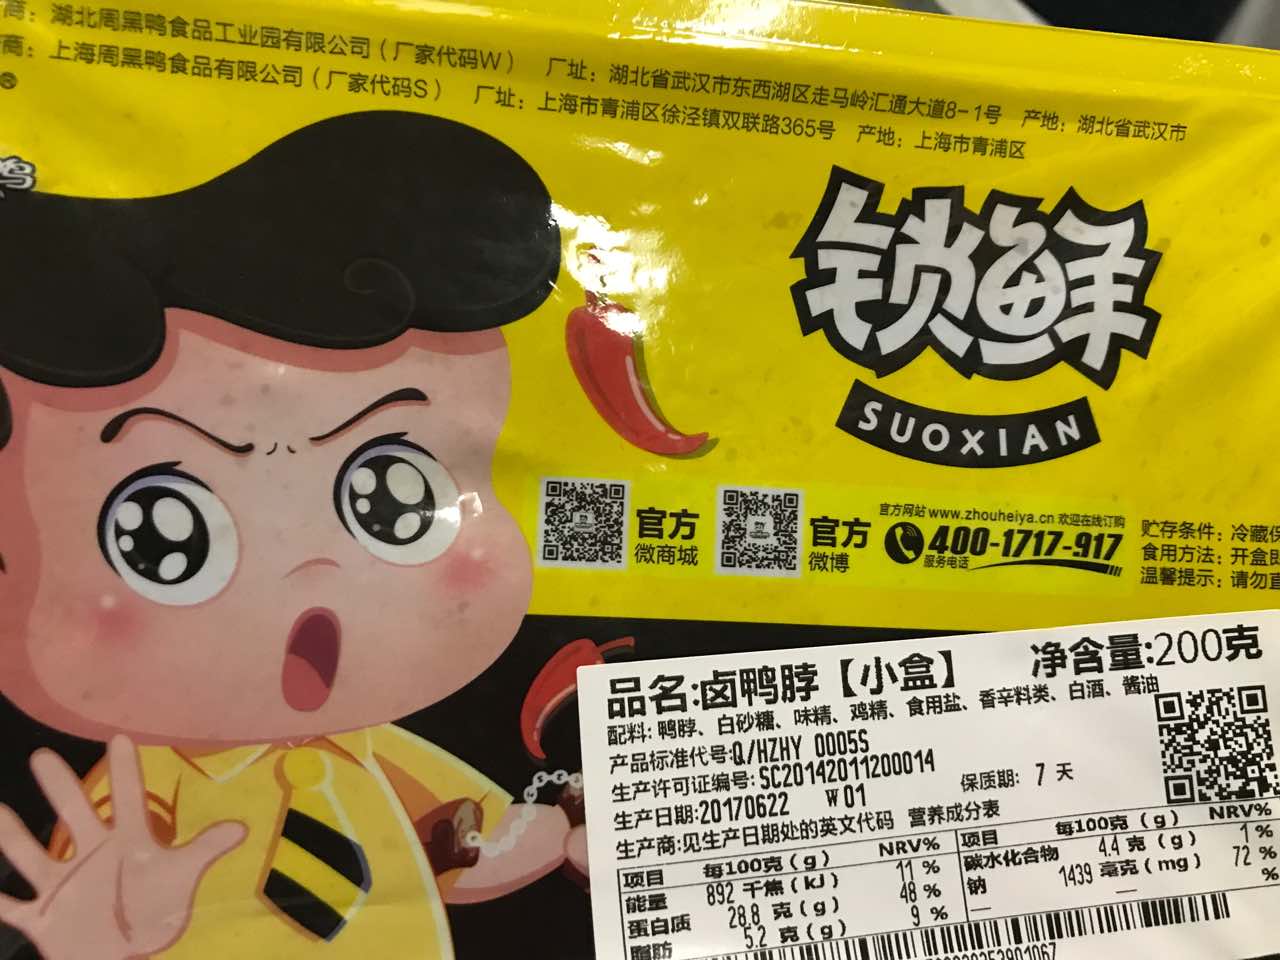 商：湖北周黑鸭食品工业园有限公司（厂家代码W） 厂址：湖北省武汉市东西湖区走马岭汇通大道8-1号 产地：湖北省武汉市
商：上海周黑鸭食品有限公司（厂家代码S） 厂址：上海市青浦区徐泾镇双联路365号 产地：上海市青浦区
®
鸭
锁鲜
SUOXIAN
官方
微商城
官方
微博
官方网站 www.zhouheiya.cn 欢迎在线订购
400-1717-917
服务电话
贮存条件：冷藏保
食用方法：开盒即
温馨提示：请勿直
品名:卤鸭脖【小盒】 净含量:200克
配料: 鸭脖、白砂糖、味精、鸡精、食用盐、香辛料类、白酒、酱油
产品标准代号:Q/HZHY 0005S
生产许可证编号:SC20142011200014 保质期: 7 天
生产日期:20170622 W01
生产商:见生产日期处的英文代码 营养成分表
项目 每100克(g) NRV% 项目 每100克(g) NRV%
能量 892 千焦(kJ) 11 % 碳水化合物 4.4 克(g) 1 %
蛋白质 28.8 克(g) 48 % 钠 1439 毫克(mg) 72 %
脂肪 5.2 克(g) 9 % — — %